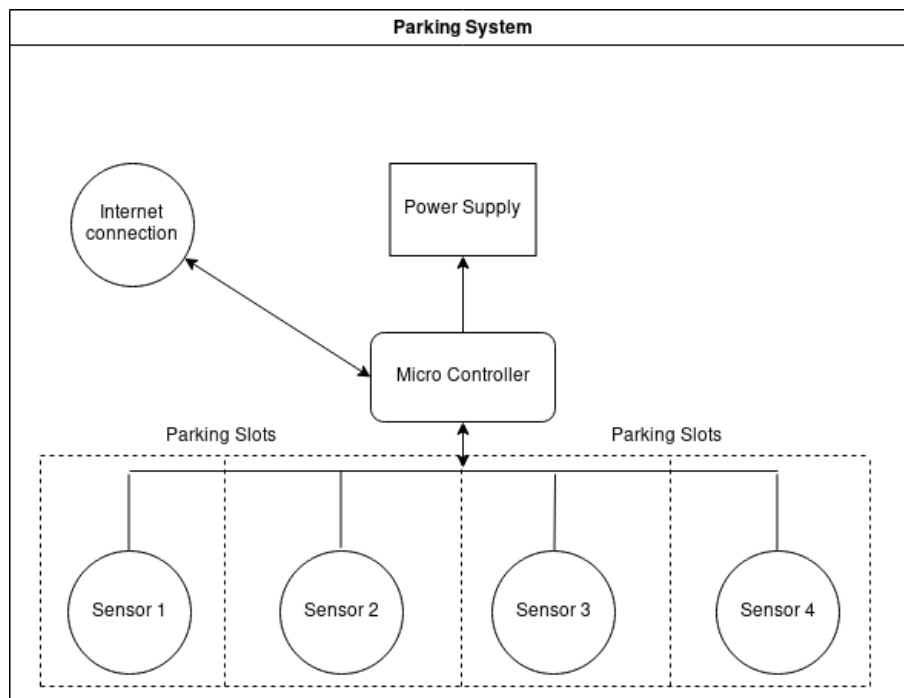 Parking System
Internet
connection
Power Supply
Micro Controller
Parking Slots
Parking Slots
Sensor 1
Sensor 2
Sensor 3
Sensor 4